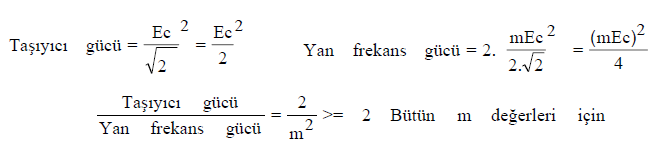 Taşıyıcı gücü = Ec² / √2 = Ec² / 2 Yan frekans gücü = 2. mEc² / 2.√2 = (mEc)² / 4
Taşıyıcı gücü / Yan frekans gücü = 2 / m² >= 2 Bütün m değerleri için